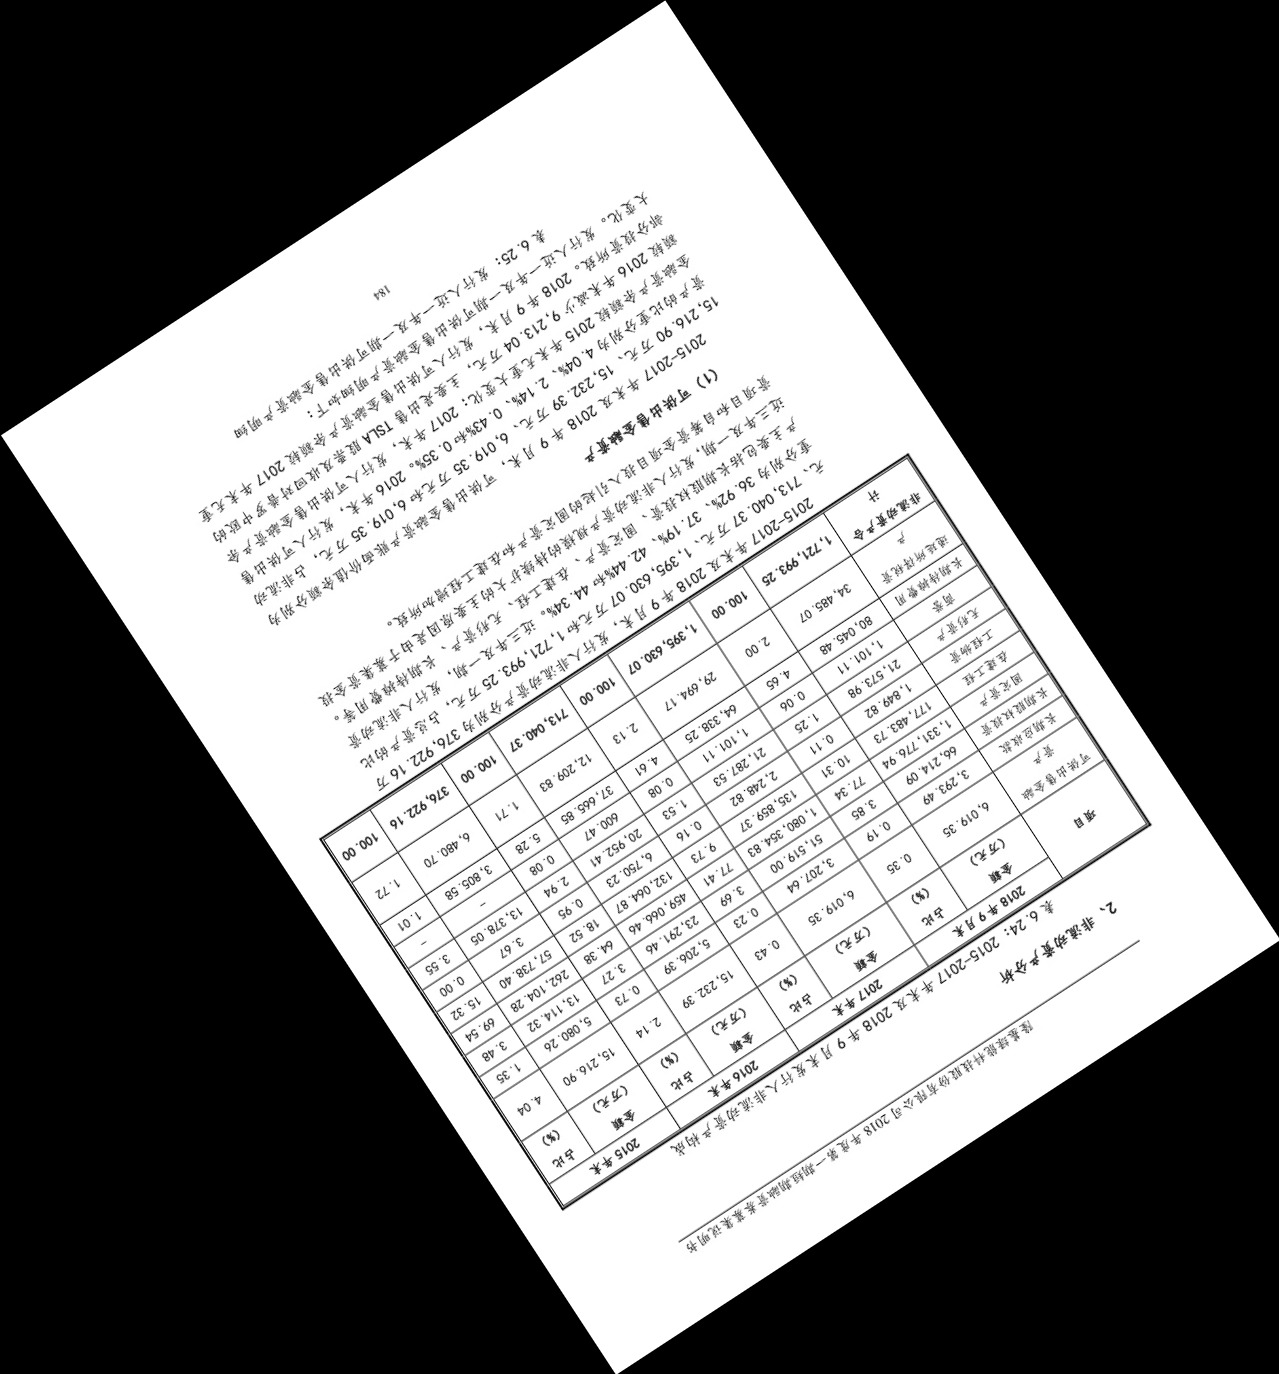 隆基绿能科技股份有限公司 2018 年度第一期短期融资券募集说明书
2、非流动资产分析
表 6.24：2015-2017 年末及 2018 年 9 月末发行人非流动资产构成
项目 2018 年 9 月末 2017 年末 2016 年末 2015 年末
金额（万元） 占比（%） 金额（万元） 占比（%） 金额（万元） 占比（%） 金额（万元） 占比（%）
可供出售金融资产 6,019.35 0.35 6,019.35 0.43 15,232.39 2.14 15,216.90 4.04
长期应收款 3,293.49 0.19 3,207.64 0.23 5,206.39 0.73 5,080.26 1.35
长期股权投资 66,214.09 3.85 51,519.00 3.69 23,291.46 3.27 13,114.32 3.48
固定资产 1,331,776.94 77.34 1,080,354.83 77.41 459,066.46 64.38 262,104.28 69.54
在建工程 177,483.73 10.31 135,859.37 9.73 132,064.87 18.52 57,738.40 15.32
工程物资 1,849.82 0.11 2,248.82 0.16 6,750.23 0.95 3.67 0.00
无形资产 21,573.98 1.25 21,287.53 1.53 20,952.41 2.94 13,378.05 3.55
商誉 1,101.11 0.06 1,101.11 0.08 600.47 0.08 - -
长期待摊费用 80,045.48 4.65 64,338.25 4.61 37,665.85 5.28 3,805.58 1.01
递延所得税资产 34,485.07 2.00 29,694.17 2.13 12,209.83 1.71 6,480.70 1.72
非流动资产合计 1,721,993.25 100.00 1,395,630.07 100.00 713,040.37 100.00 376,922.16 100.00
2015-2017 年末及 2018 年 9 月末，发行人非流动资产分别为 376,922.16 万
元、713,040.37 万元、1,395,630.07 万元和 1,721,993.25 万元，占总资产的比
重分别为 36.92%、37.19%、42.44%和 44.34%。近三年及一期，发行人非流动资
产主要包括长期股权投资、固定资产、在建工程、无形资产、长期待摊费用等。
近三年及一期，发行人非流动资产规模的持续扩大的主要原因是由于募集资金投
资项目和自筹资金项目投入引起的固定资产和在建工程增加所致。
（1）可供出售金融资产
2015-2017 年末及 2018 年 9 月末，可供出售金融资产账面价值余额分别为
15,216.90 万元、15,232.39 万元、6,019.35 万元和 6,019.35 万元，占非流动
资产的比重分别为 4.04%、2.14%、0.43%和 0.35%。2016 年末，发行人可供出售
金融资产余额较 2015 年末无重大变化；2017 年末，发行人可供出售金融资产余
额较 2016 年末减少 9,213.04 万元，主要是出售 TSLA 股票及收回对普罗中欧的
部分投资所致。2018 年 9 月末，发行人可供出售金融资产余额较 2017 年末无重
大变化。发行人近一年及一期可供出售金融资产明细如下：
表 6.25：发行人近一年及一期可供出售金融资产明细
184